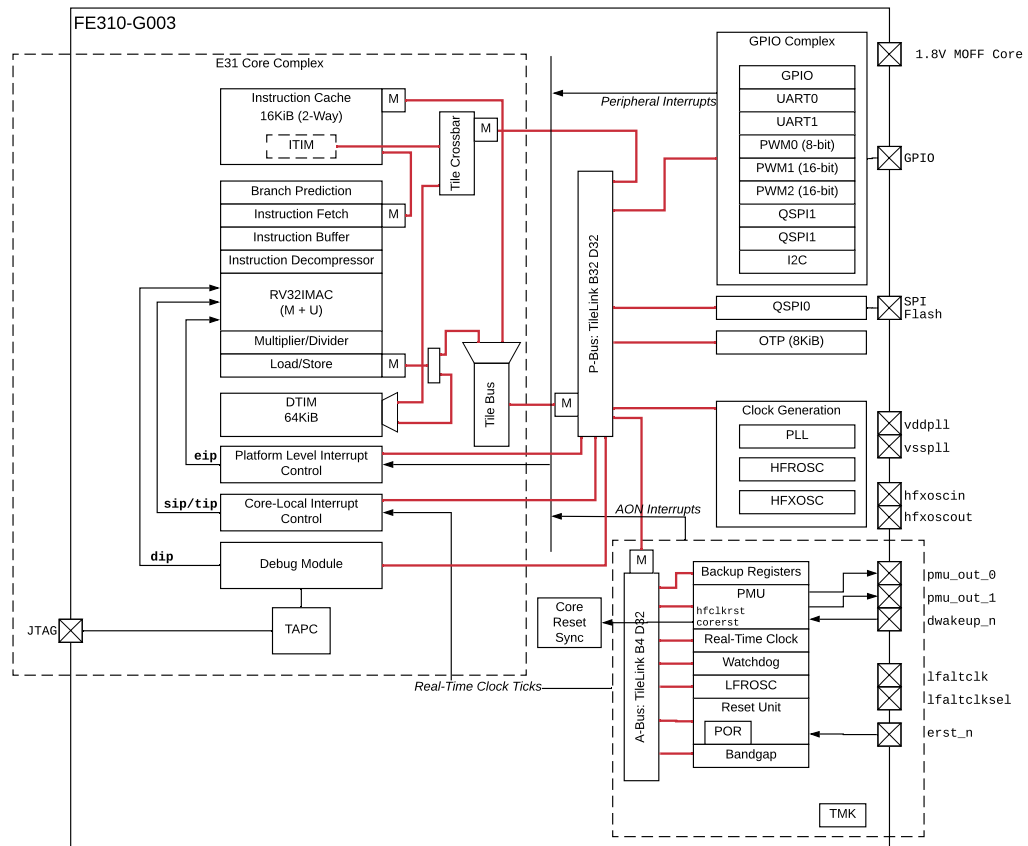 FE310-G003
E31 Core Complex
Instruction Cache
16KiB (2-Way)
ITIM
M
Tile Crossbar
M
Branch Prediction
Instruction Fetch
M
Instruction Buffer
Instruction Decompressor
RV32IMAC
(M + U)
Multiplier/Divider
Load/Store
M
DTIM
64KiB
Tile Bus
M
P-Bus: TileLink B32 D32
eip
Platform Level Interrupt
Control
sip/tip
Core-Local Interrupt
Control
dip
Debug Module
TAPC
JTAG
Real-Time Clock Ticks
Peripheral Interrupts
AON Interrupts
GPIO Complex
GPIO
UART0
UART1
PWM0 (8-bit)
PWM1 (16-bit)
PWM2 (16-bit)
QSPI1
QSPI1
I2C
QSPI0
OTP (8KiB)
Clock Generation
PLL
HFROSC
HFXOSC
M
A-Bus: TileLink B4 D32
Core
Reset
Sync
Backup Registers
PMU
hfclkrst
corerst
Real-Time Clock
Watchdog
LFROSC
Reset Unit
POR
Bandgap
TMK
1.8V MOFF Core
GPIO
SPI
Flash
vddpll
vsspll
hfxoscin
hfxoscout
pmu_out_0
pmu_out_1
dwakeup_n
lfaltclk
lfaltclksel
erst_n